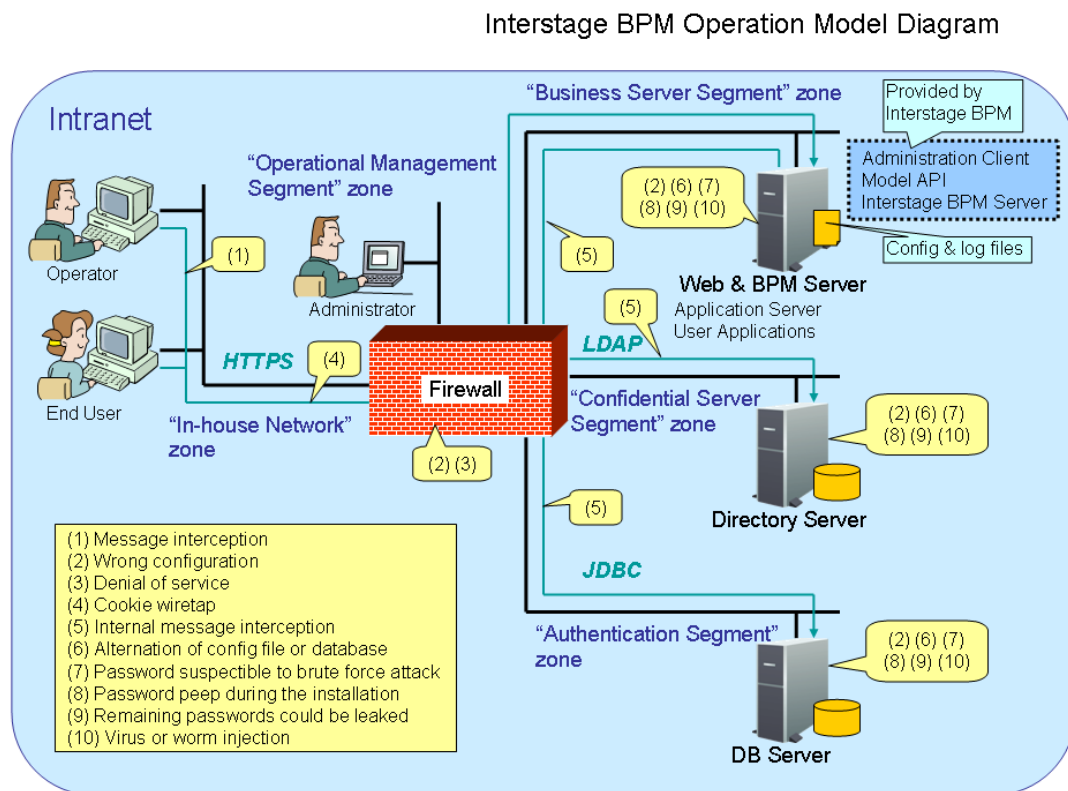 Interstage BPM Operation Model Diagram
Intranet
"Business Server Segment" zone
Provided by
Interstage BPM
"Operational Management
Segment" zone
Administration Client
Model API
Interstage BPM Server
(2) (6) (7)
(8) (9) (10)
(1)
(5)
Config & log files
Operator
Administrator
Web & BPM Server
Application Server
User Applications
(5)
LDAP
HTTPS
(4)
Firewall
End User
"In-house Network"
zone
"Confidential Server
Segment" zone
(2) (6) (7)
(8) (9) (10)
(2) (3)
(5)
Directory Server
(1) Message interception
(2) Wrong configuration
(3) Denial of service
(4) Cookie wiretap
(5) Internal message interception
(6) Alternation of config file or database
(7) Password suspectible to brute force attack
(8) Password peep during the installation
(9) Remaining passwords could be leaked
(10) Virus or worm injection
JDBC
"Authentication Segment"
zone
(2) (6) (7)
(8) (9) (10)
DB Server